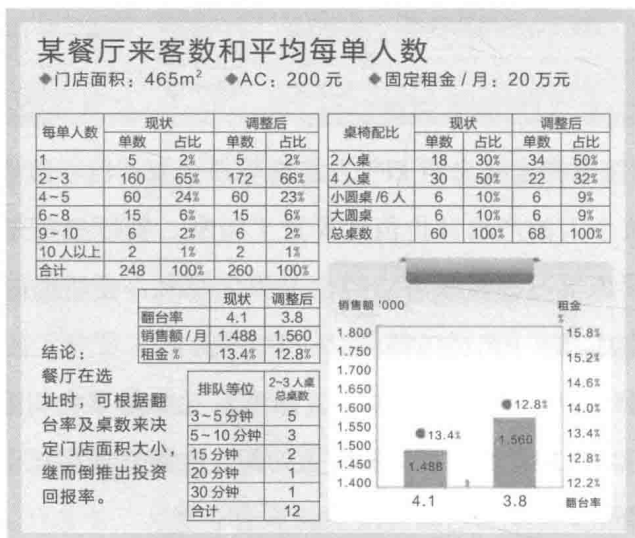 某餐厅来客数和平均每单人数
◆门店面积：465m² ◆AC：200 元 ◆固定租金/月：20 万元
每单人数 现状 调整后
单数 占比 单数 占比
1 5 2% 5 2%
2~3 160 65% 172 66%
4~5 60 24% 60 23%
6~8 15 6% 15 6%
9~10 6 2% 6 2%
10 人以上 2 1% 2 1%
合计 248 100% 260 100%
桌椅配比 现状 调整后
单数 占比 单数 占比
2 人桌 18 30% 34 50%
4 人桌 30 50% 22 32%
小圆桌/6 人 6 10% 6 9%
大圆桌 6 10% 6 9%
总桌数 60 100% 68 100%
现状 调整后
翻台率 4.1 3.8
销售额/月 1.488 1.560
租金% 13.4% 12.8%
结论：
餐厅在选
址时，可根据翻
台率及桌数来决
定门店面积大小，
继而倒推出投资
回报率。
排队等位 2~3 人桌
总桌数
3~5 分钟 5
5~10 分钟 3
15 分钟 2
20 分钟 1
30 分钟 1
合计 12
销售额 '000 租金
%
1.800 15.8%
1.750
1.700 15.2%
1.650 14.6%
1.600 14.0%
1.550 13.4%
1.500
1.450 12.8%
1.400 12.2%
13.4%
12.8%
1.488
1.560
4.1 3.8 翻台率